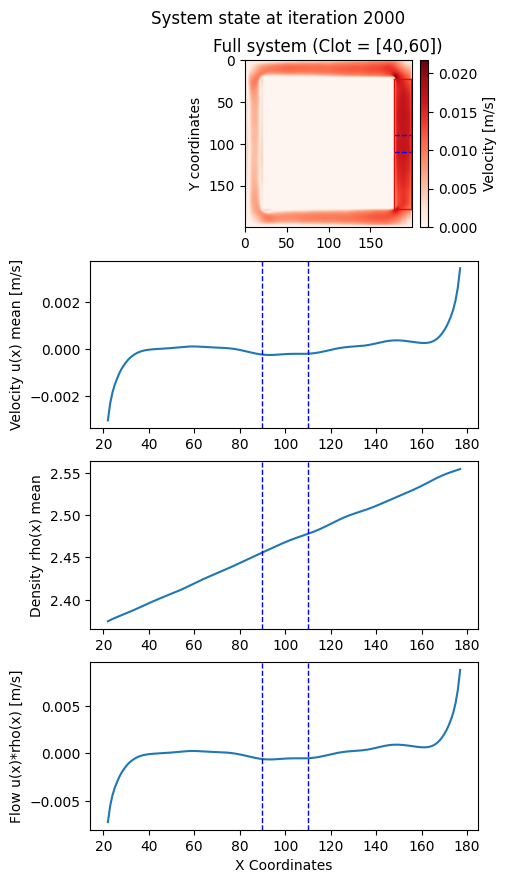 System state at iteration 2000
Full system (Clot = [40,60])
Y coordinates
0
50
100
150
0 50 100 150
0.020
0.015
0.010
0.005
0.000
Velocity [m/s]
Velocity u(x) mean [m/s]
0.002
0.000
−0.002
20 40 60 80 100 120 140 160 180
Density rho(x) mean
2.55
2.50
2.45
2.40
20 40 60 80 100 120 140 160 180
Flow u(x)*rho(x) [m/s]
0.005
0.000
−0.005
20 40 60 80 100 120 140 160 180
X Coordinates